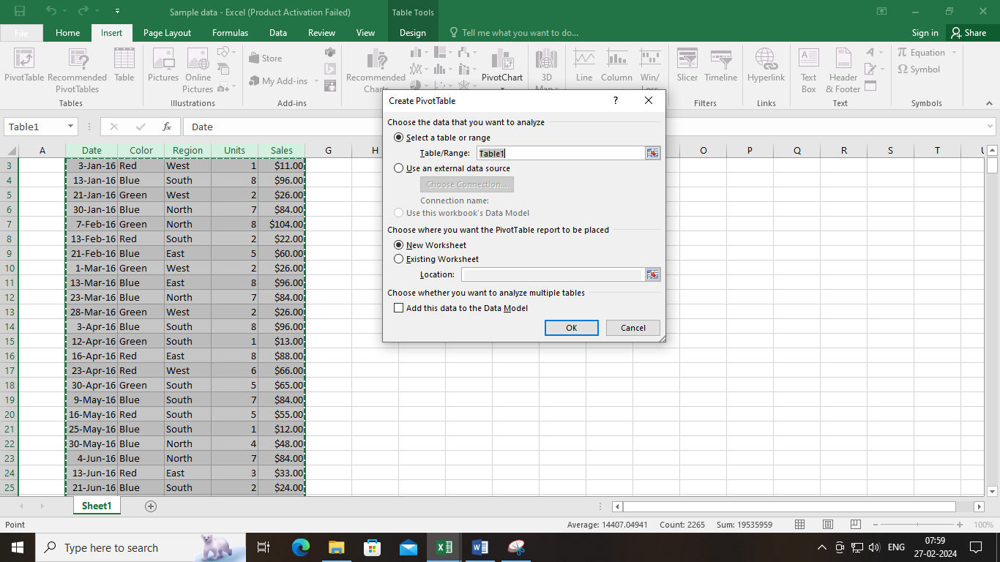 Sample data - Excel (Product Activation Failed)
Table Tools
File Home Insert Page Layout Formulas Data Review View Design Tell me what you want to do... Sign in Share
PivotTable Recommended PivotTables Table
Tables
Pictures Online Pictures
Illustrations
Store
My Add-ins
Add-ins
Recommended Charts
PivotChart
3D Map
Line Column Win/ Loss
Slicer Timeline
Filters
Hyperlink
Links
Text Box Header & Footer
Text
Equation
Symbol
Symbols
Table1 fx Date
A Date Color Region Units Sales G H O P Q R S T U
3 3-Jan-16 Red West 1 $11.00
4 13-Jan-16 Blue South 8 $96.00
5 21-Jan-16 Green West 2 $26.00
6 30-Jan-16 Blue North 7 $84.00
7 7-Feb-16 Green North 8 $104.00
8 13-Feb-16 Red South 2 $22.00
9 21-Feb-16 Blue East 5 $60.00
10 1-Mar-16 Green West 2 $26.00
11 13-Mar-16 Blue East 8 $96.00
12 23-Mar-16 Blue North 7 $84.00
13 28-Mar-16 Green West 2 $26.00
14 3-Apr-16 Blue South 8 $96.00
15 12-Apr-16 Green South 1 $13.00
16 16-Apr-16 Red East 8 $88.00
17 23-Apr-16 Red West 6 $66.00
18 30-Apr-16 Green South 5 $65.00
19 9-May-16 Blue South 7 $84.00
20 16-May-16 Red South 5 $55.00
21 25-May-16 Blue South 1 $12.00
22 30-May-16 Blue North 4 $48.00
23 4-Jun-16 Blue North 7 $84.00
24 13-Jun-16 Red East 3 $33.00
25 21-Jun-16 Blue South 2 $24.00
Create PivotTable ?
Choose the data that you want to analyze
Select a table or range
Table/Range: Table1
Use an external data source
Choose Connection...
Connection name:
Use this workbook's Data Model
Choose where you want the PivotTable report to be placed
New Worksheet
Existing Worksheet
Location:
Choose whether you want to analyze multiple tables
Add this data to the Data Model
OK Cancel
Sheet1
Point Average: 14407.04941 Count: 2265 Sum: 19535959 100%
Type here to search
ENG
07:59
27-02-2024